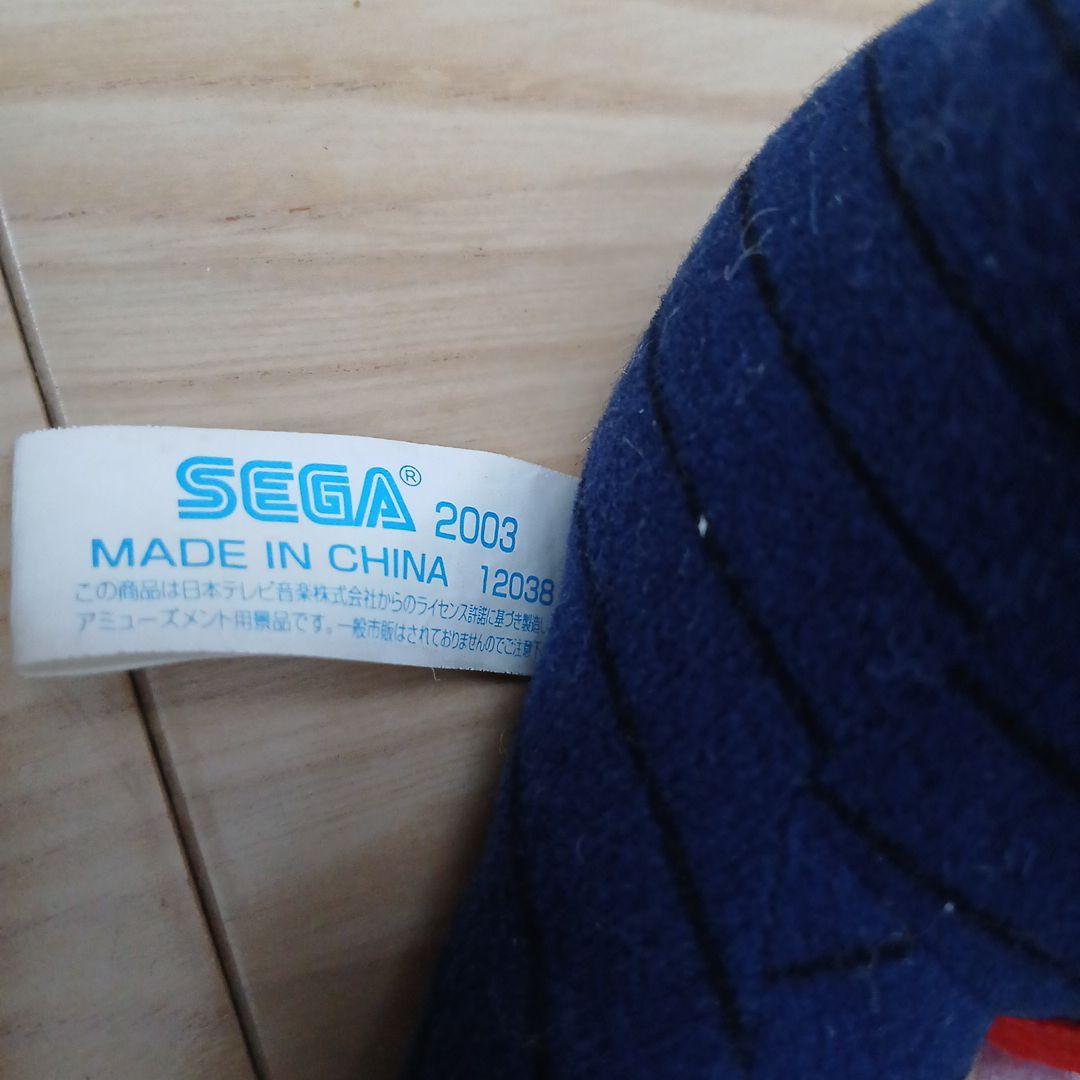 SEGA® 2003
MADE IN CHINA 12038
この商品は日本テレビ音楽株式会社からのライセンス許諾に基づき製造し
アミューズメント用景品です。一般市販はされておりませんのでご注意下